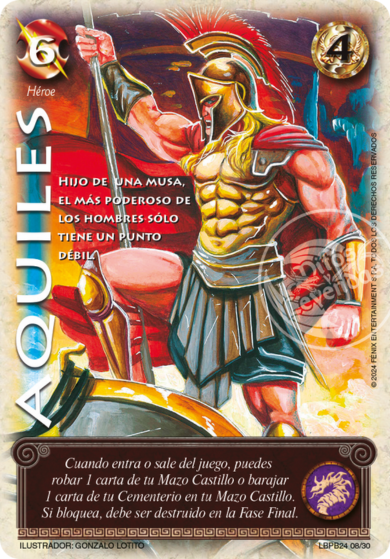 6
4
Héroe
AQUILES
HIJO DE UNA MUSA,
EL MÁS PODEROSO DE
LOS HOMBRES SÓLO
TIENE UN PUNTO
DÉBIL.
Cuando entra o sale del juego, puedes
robar 1 carta de tu Mazo Castillo o barajar
1 carta de tu Cementerio en tu Mazo Castillo.
Si bloquea, debe ser destruido en la Fase Final.
ILUSTRADOR: GONZALO LOTITO
LBPB24 08/30
© 2024 FÉNIX ENTERTAINMENT DERECHOS RESERVADOS